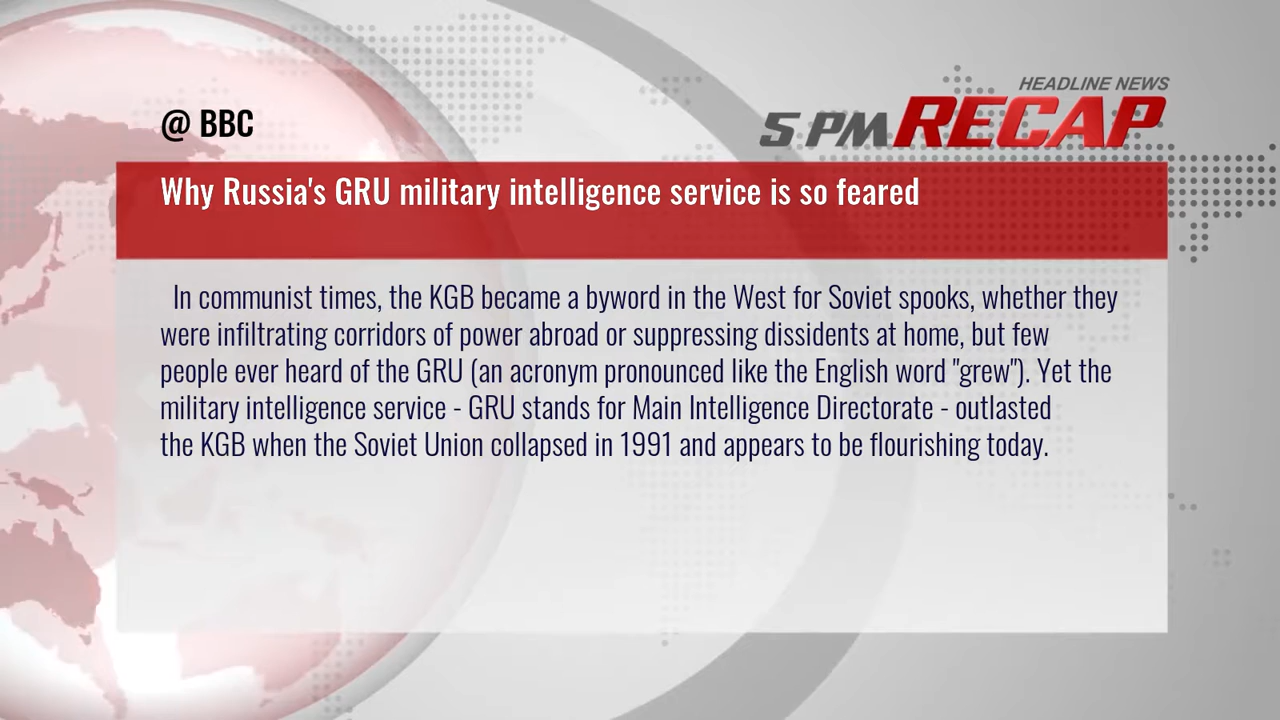 HEADLINE NEWS
@ BBC
5 PM RECAP
Why Russia's GRU military intelligence service is so feared
In communist times, the KGB became a byword in the West for Soviet spooks, whether they
were infiltrating corridors of power abroad or suppressing dissidents at home, but few
people ever heard of the GRU (an acronym pronounced like the English word "grew"). Yet the
military intelligence service - GRU stands for Main Intelligence Directorate - outlasted
the KGB when the Soviet Union collapsed in 1991 and appears to be flourishing today.